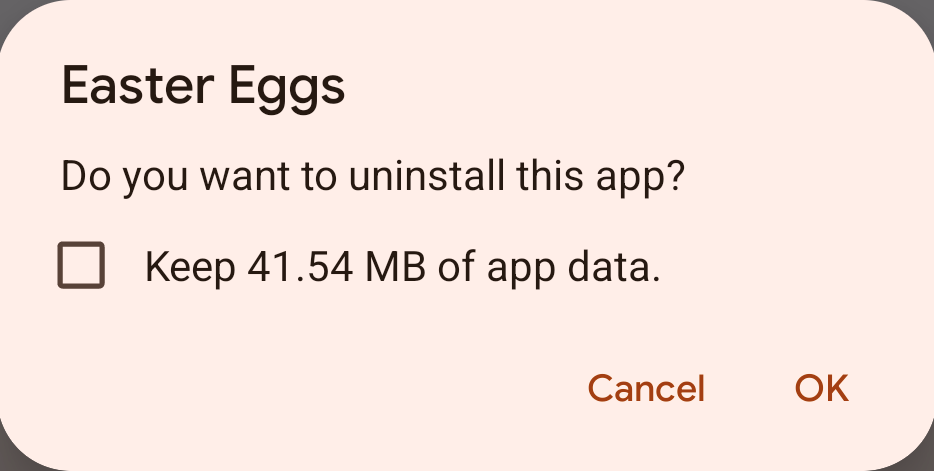 Easter Eggs
Do you want to uninstall this app?
Keep 41.54 MB of app data.
Cancel OK